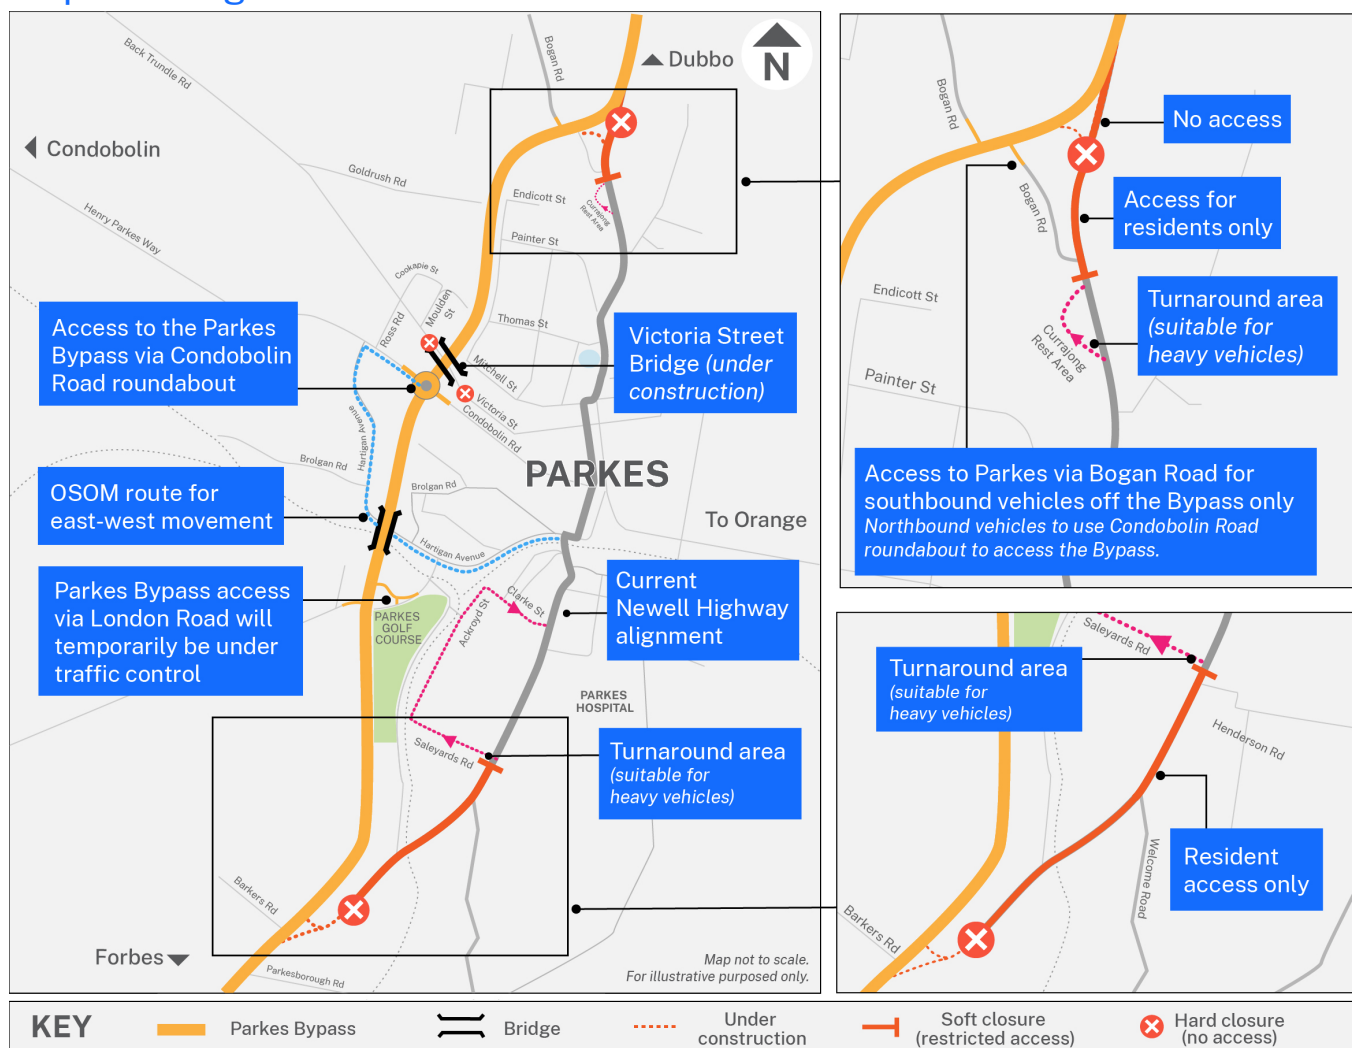 Dubbo
N
Condobolin
Back Trundle Rd
Bogan Rd
Goldrush Rd
Henry Parkes Way
Endicott St
Currajong
Rest Area
Painter St
Cookapie St
Moulden
St
Ross Rd
Thomas St
Access to the Parkes
Bypass via Condobolin
Road roundabout
Victoria Street
Bridge (under
construction)
Mitchell St
Victoria St
Condobolin Rd
Hartigan Avenue
Brolgan Rd
PARKES
Brolgan Rd
OSOM route for
east-west movement
To Orange
Hartigan Avenue
Parkes Bypass access
via London Road will
temporarily be under
traffic control
PARKES
GOLF
COURSE
Ackroyd St
Clarke St
Current
Newell Highway
alignment
PARKES
HOSPITAL
Saleyards Rd
Turnaround area
(suitable for
heavy vehicles)
Barkers Rd
Forbes
Parkesborough Rd
Map not to scale.
For illustrative purposed only.
Bogan Rd
No access
Bogan Rd
Access for
residents only
Endicott St
Turnaround area
(suitable for
heavy vehicles)
Currajong
Rest Area
Painter St
Access to Parkes via Bogan Road for
southbound vehicles off the Bypass only
Northbound vehicles to use Condobolin Road
roundabout to access the Bypass.
Saleyards Rd
Turnaround area
(suitable for
heavy vehicles)
Henderson Rd
Resident
access only
Welcome Road
Barkers Rd
KEY
Parkes Bypass
Bridge
Under
construction
Soft closure
(restricted access)
Hard closure
(no access)